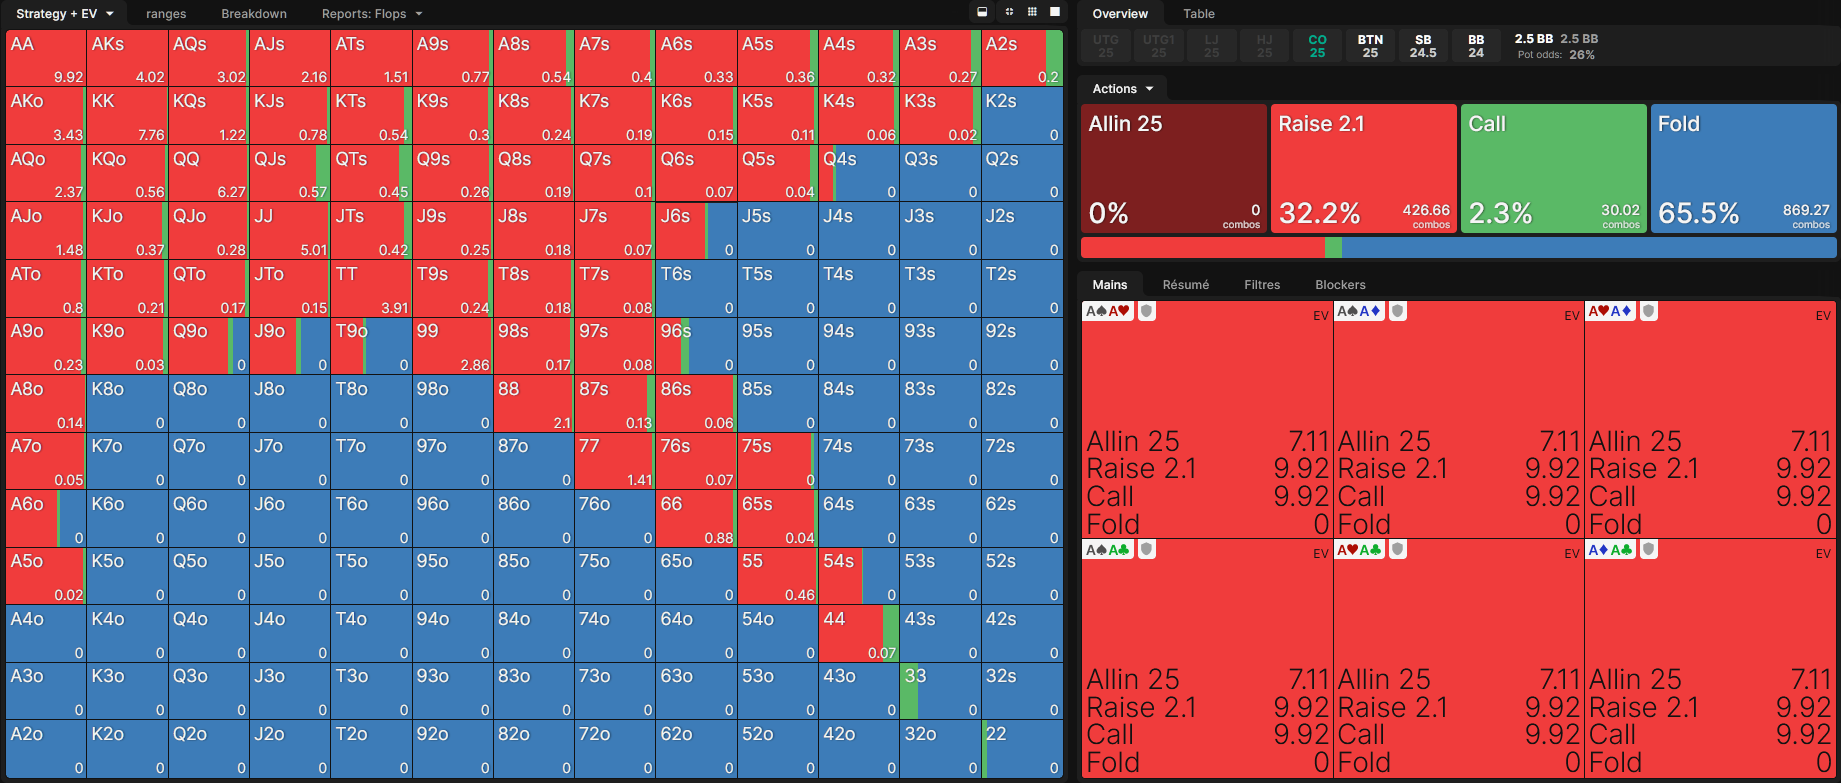 Strategy + EV ranges Breakdown Reports: Flops
AA AKs AQs AJs ATs A9s A8s A7s A6s A5s A4s A3s A2s
9.92 4.02 3.02 2.16 1.51 0.77 0.54 0.4 0.33 0.36 0.32 0.27 0.2
AKo KK KQs KJs KTs K9s K8s K7s K6s K5s K4s K3s K2s
3.43 7.76 1.22 0.78 0.54 0.3 0.24 0.19 0.15 0.11 0.06 0.02 0
AQo KQo QQ QJs QTs Q9s Q8s Q7s Q6s Q5s Q4s Q3s Q2s
2.37 0.56 6.27 0.57 0.45 0.26 0.19 0.1 0.07 0.04 0 0 0
AJo KJo QJo JJ JTs J9s J8s J7s J6s J5s J4s J3s J2s
1.48 0.37 0.28 5.01 0.42 0.25 0.18 0.07 0 0 0 0 0
ATo KTo QTo JTo TT T9s T8s T7s T6s T5s T4s T3s T2s
0.8 0.21 0.17 0.15 3.91 0.24 0.18 0.08 0 0 0 0 0
A9o K9o Q9o J9o T9o 99 98s 97s 96s 95s 94s 93s 92s
0.23 0.03 0 0 0 2.86 0.17 0.08 0 0 0 0 0
A8o K8o Q8o J8o T8o 98o 88 87s 86s 85s 84s 83s 82s
0.14 0 0 0 0 0 2.1 0.13 0.06 0 0 0 0
A7o K7o Q7o J7o T7o 97o 87o 77 76s 75s 74s 73s 72s
0.05 0 0 0 0 0 0 1.41 0.07 0 0 0 0
A6o K6o Q6o J6o T6o 96o 86o 76o 66 65s 64s 63s 62s
0 0 0 0 0 0 0 0 0.88 0.04 0 0 0
A5o K5o Q5o J5o T5o 95o 85o 75o 65o 55 54s 53s 52s
0.02 0 0 0 0 0 0 0 0 0.46 0 0 0
A4o K4o Q4o J4o T4o 94o 84o 74o 64o 54o 44 43s 42s
0 0 0 0 0 0 0 0 0 0 0.07 0 0
A3o K3o Q3o J3o T3o 93o 83o 73o 63o 53o 43o 33 32s
0 0 0 0 0 0 0 0 0 0 0 0 0
A2o K2o Q2o J2o T2o 92o 82o 72o 62o 52o 42o 32o 22
0 0 0 0 0 0 0 0 0 0 0 0 0
Overview Table
UTG UTG1 LJ HJ CO BTN SB BB 2.5 BB 2.5 BB
25 25 25 25 25 25 24.5 24 Pot odds: 26%
Actions
Allin 25 Raise 2.1 Call Fold
0% 0 combos 32.2% 426.66 combos 2.3% 30.02 combos 65.5% 869.27 combos
Mains Résumé Filtres Blockers
A♠A♥ EV A♠A♦ EV A♥A♦ EV
Allin 25 7.11 Allin 25 7.11 Allin 25 7.11
Raise 2.1 9.92 Raise 2.1 9.92 Raise 2.1 9.92
Call 9.92 Call 9.92 Call 9.92
Fold 0 Fold 0 Fold 0
A♠A♣ EV A♥A♣ EV A♦A♣ EV
Allin 25 7.11 Allin 25 7.11 Allin 25 7.11
Raise 2.1 9.92 Raise 2.1 9.92 Raise 2.1 9.92
Call 9.92 Call 9.92 Call 9.92
Fold 0 Fold 0 Fold 0